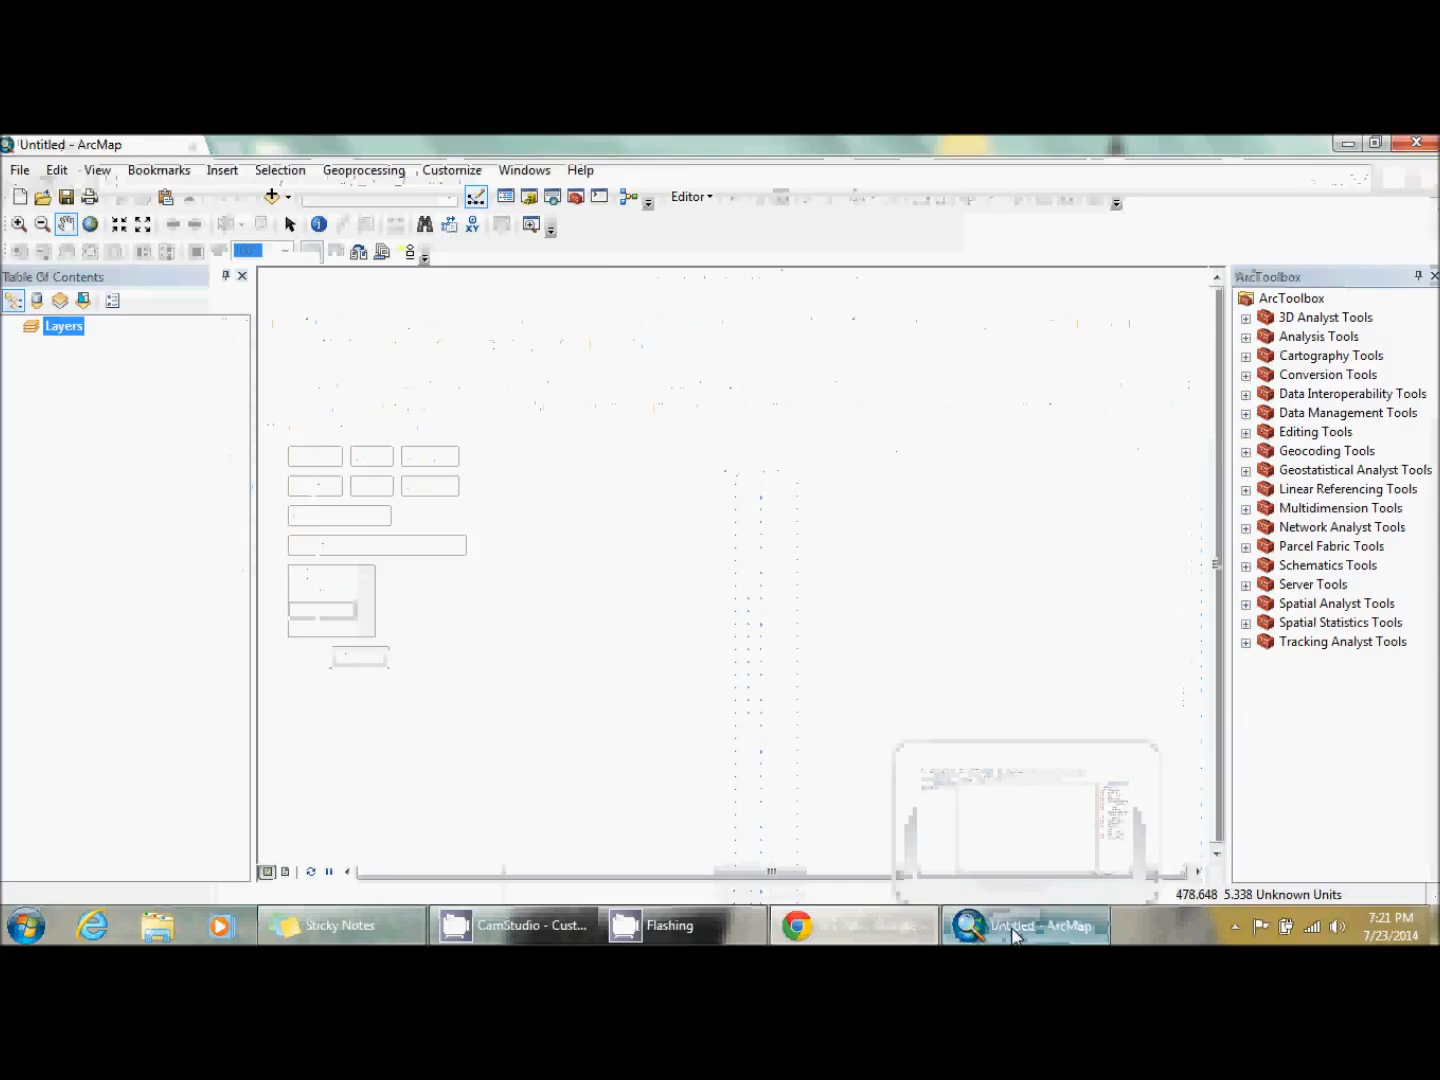 Untitled - ArcMap
File Edit View Bookmarks Insert Selection Geoprocessing Customize Windows Help
Editor
Table Of Contents
Layers
ArcToolbox
ArcToolbox
3D Analyst Tools
Analysis Tools
Cartography Tools
Conversion Tools
Data Interoperability Tools
Data Management Tools
Editing Tools
Geocoding Tools
Geostatistical Analyst Tools
Linear Referencing Tools
Multidimension Tools
Network Analyst Tools
Parcel Fabric Tools
Schematics Tools
Server Tools
Spatial Analyst Tools
Spatial Statistics Tools
Tracking Analyst Tools
478.648 5.338 Unknown Units
Sticky Notes
CamStudio - Cust...
Flashing
Untitled - ArcMap
7:21 PM
7/23/2014